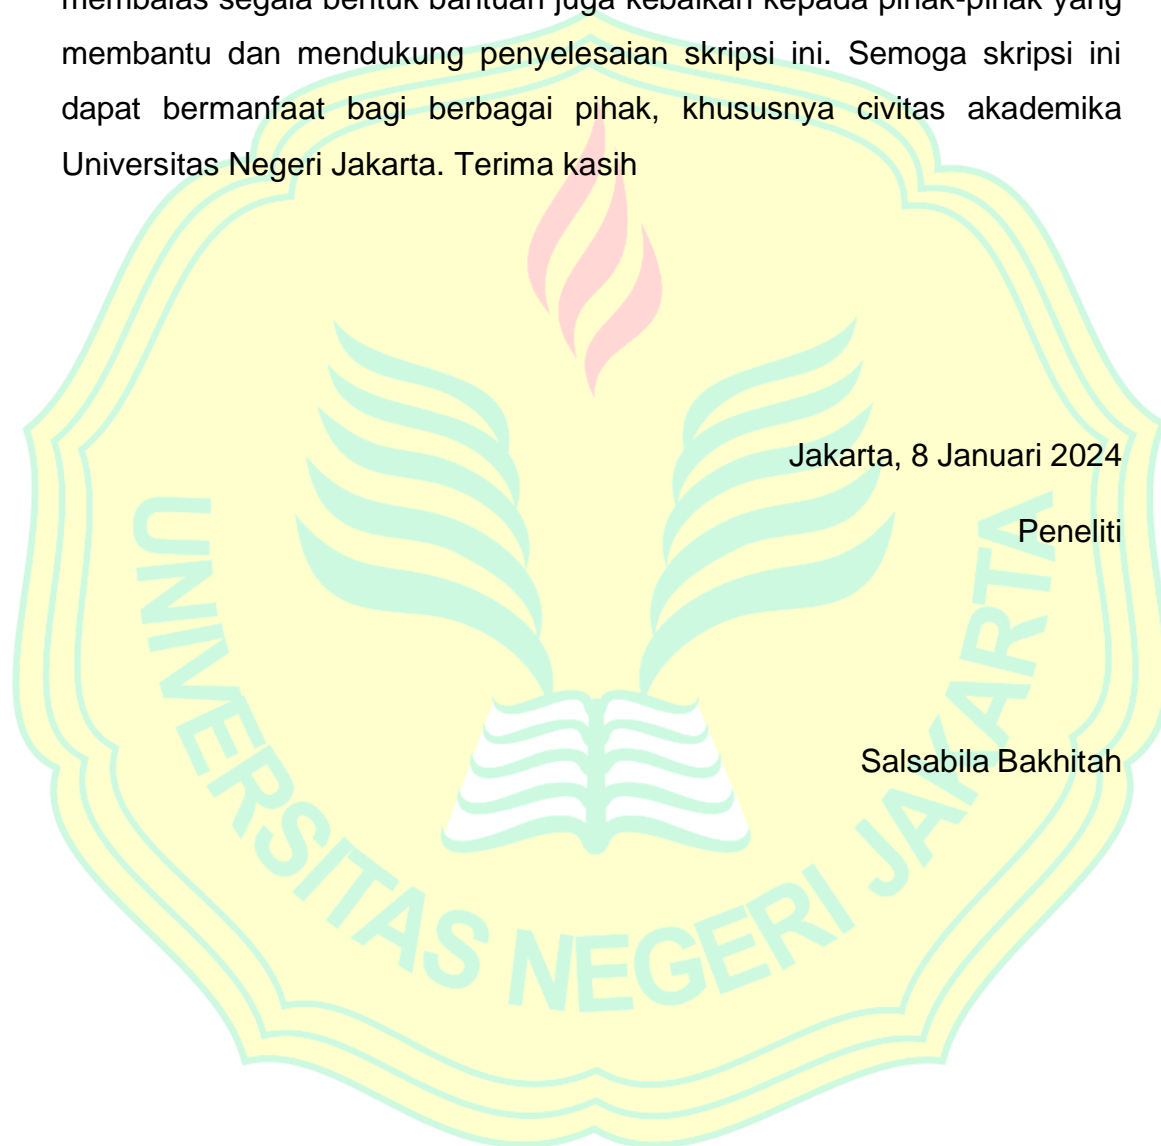 membalas segala bentuk bantuan juga kebaikan kepada pihak-pihak yang
membantu dan mendukung penyelesaian skripsi ini. Semoga skripsi ini
dapat bermanfaat bagi berbagai pihak, khususnya civitas akademika
Universitas Negeri Jakarta. Terima kasih
Jakarta, 8 Januari 2024
Peneliti
Salsabila Bakhitah
UNIVERSITAS NEGERI JAKARTA